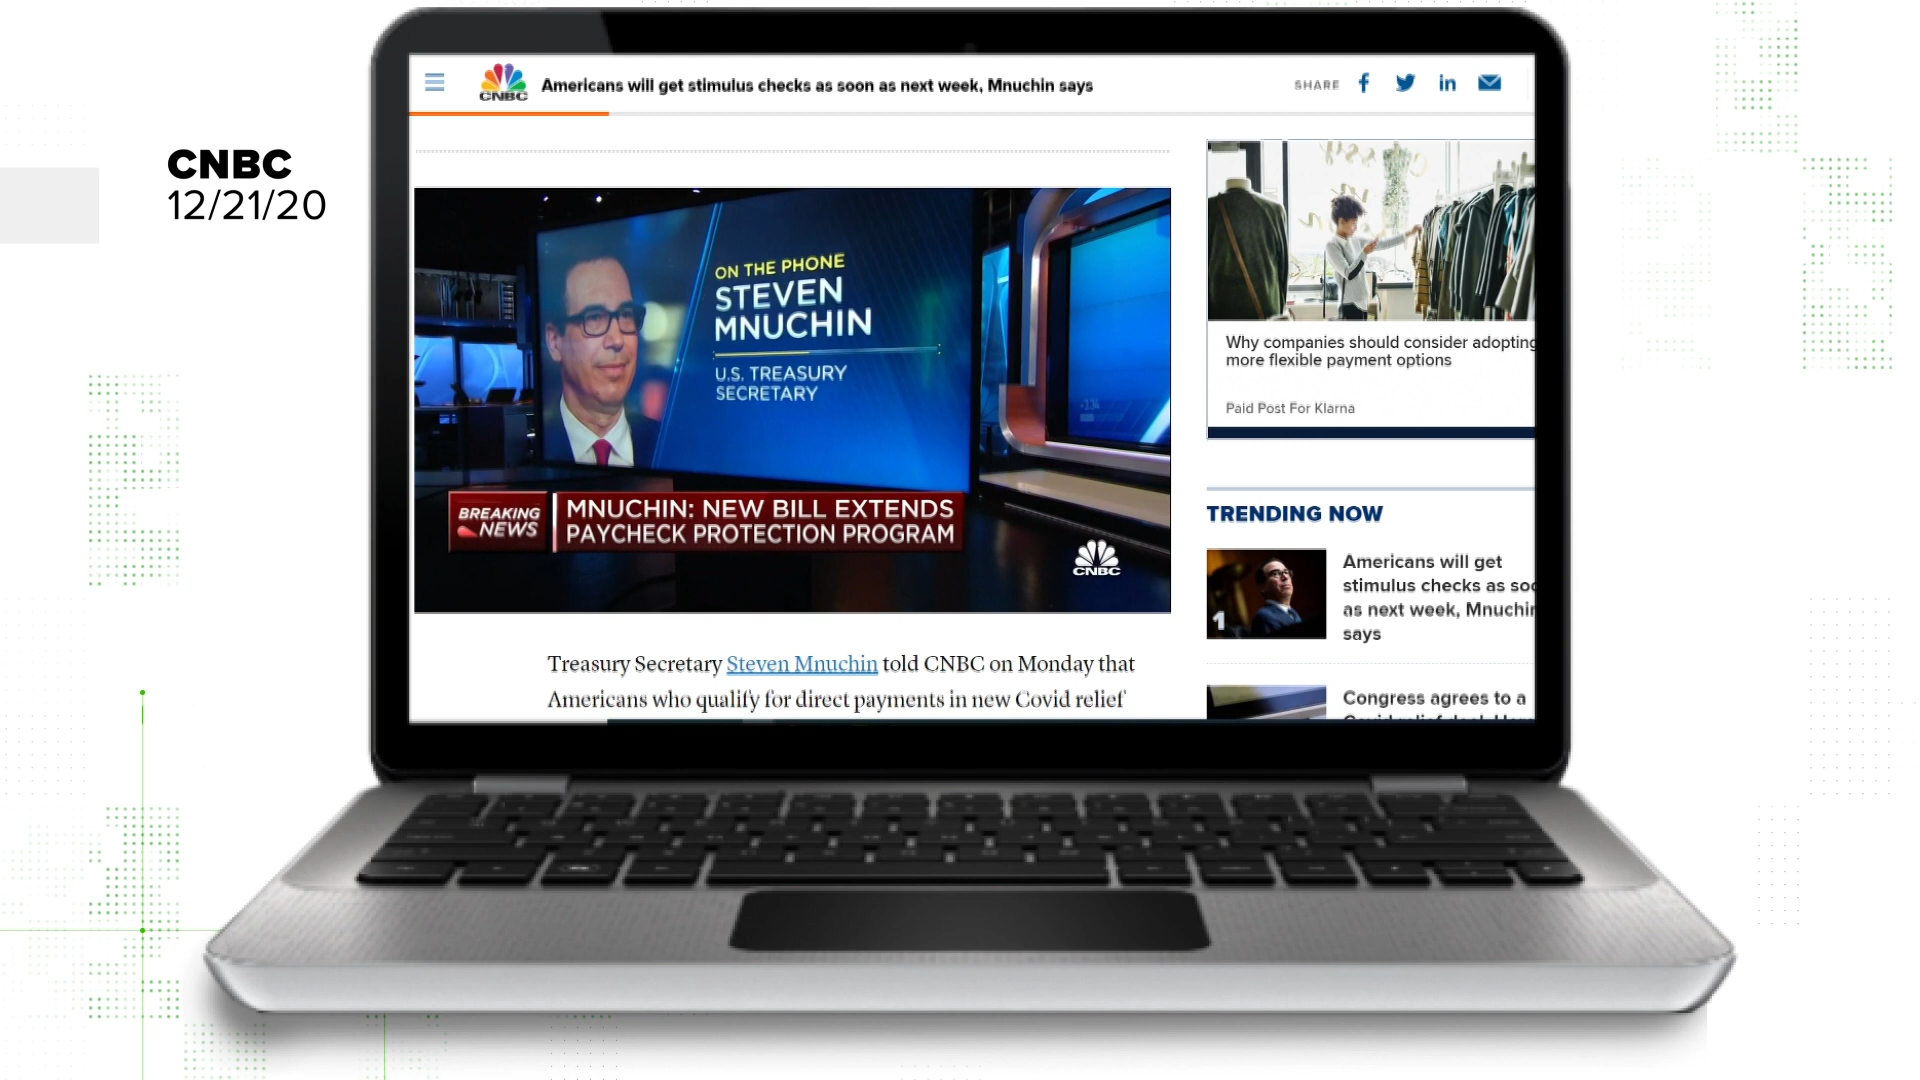 CNBC
12/21/20
CNBC
Americans will get stimulus checks as soon as next week, Mnuchin says
SHARE
ON THE PHONE
STEVEN
MNUCHIN
U.S. TREASURY
SECRETARY
BREAKING
NEWS
MNUCHIN: NEW BILL EXTENDS
PAYCHECK PROTECTION PROGRAM
CNBC
Treasury Secretary Steven Mnuchin told CNBC on Monday that
Americans who qualify for direct payments in new Covid relief
Why companies should consider adopting
more flexible payment options
Paid Post For Klarna
TRENDING NOW
1
Americans will get
stimulus checks as soo
as next week, Mnuchin
says
Congress agrees to a